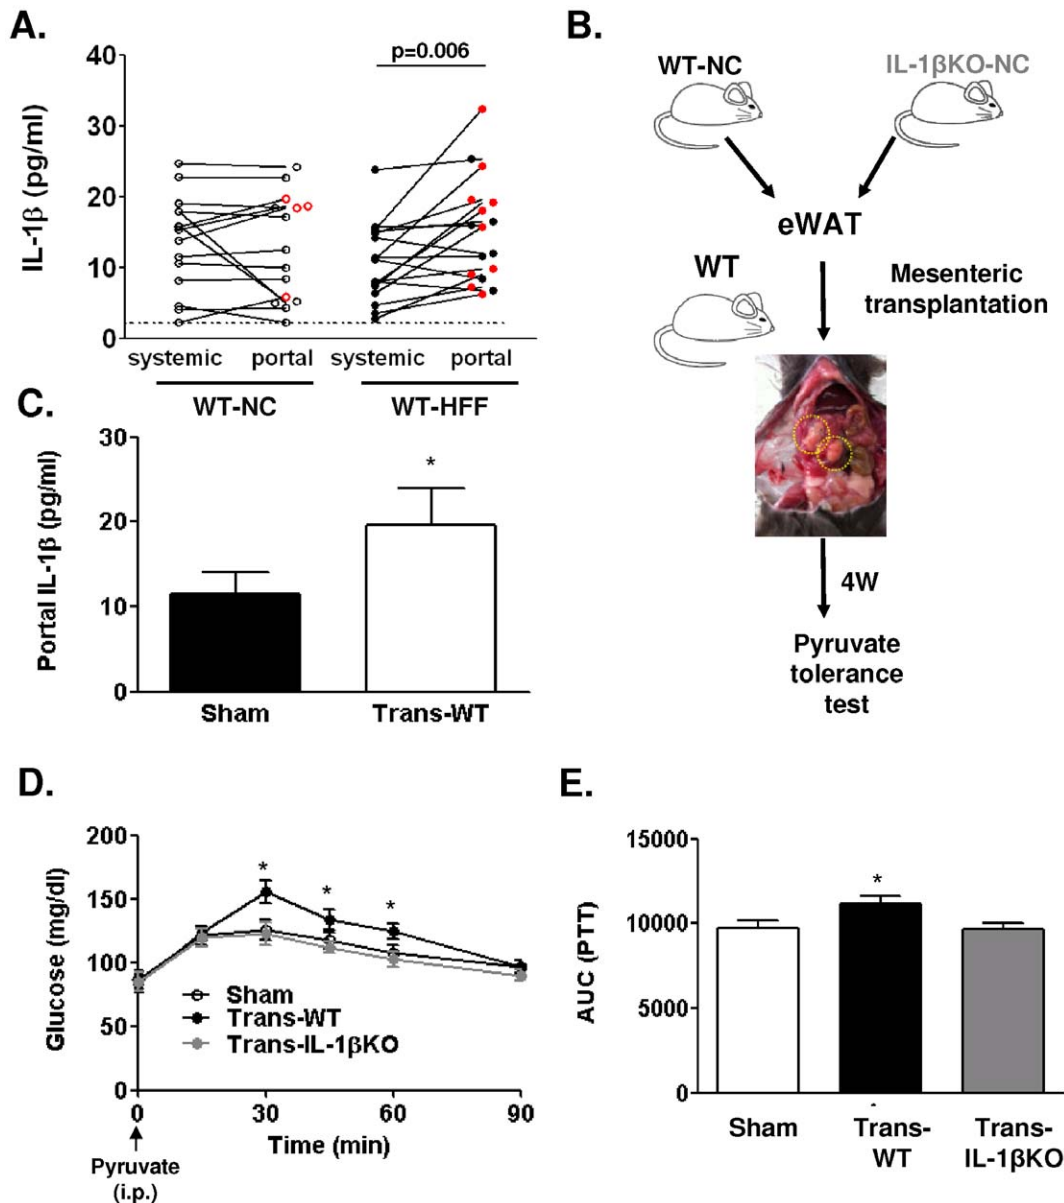 A.
p=0.006
40
30
20
10
0
IL-1β (pg/ml)
systemic
portal
systemic
portal
WT-NC
WT-HFF
B.
WT-NC
IL-1βKO-NC
eWAT
WT
Mesenteric
transplantation
4W
Pyruvate
tolerance
test
C.
30
20
10
0
Portal IL-1β (pg/ml)
*
Sham
Trans-WT
D.
200
150
100
50
0
Glucose (mg/dl)
*
*
*
Sham
Trans-WT
Trans-IL-1βKO
0
30
60
90
Time (min)
Pyruvate
(i.p.)
E.
15000
10000
5000
0
AUC (PTT)
*
Sham
Trans-
WT
Trans-
IL-1βKO